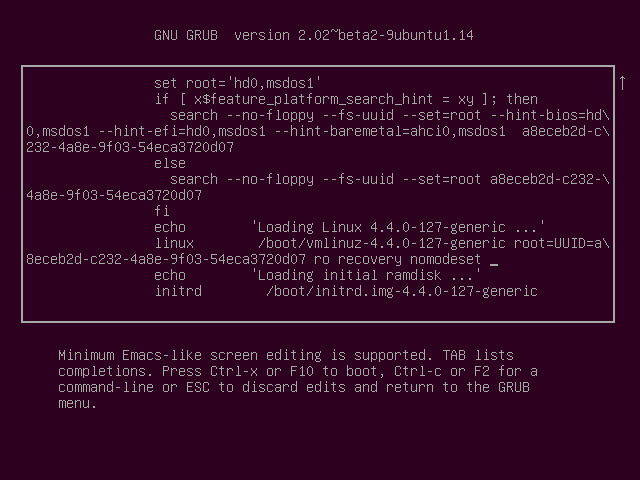 GNU GRUB  version 2.02~beta2-9ubuntu1.14
↑
set root='hd0,msdos1'
if [ x$feature_platform_search_hint = xy ]; then
search --no-floppy --fs-uuid --set=root --hint-bios=hd\
0,msdos1 --hint-efi=hd0,msdos1 --hint-baremetal=ahci0,msdos1  a8eceb2d-c\
232-4a8e-9f03-54eca3720d07
else
search --no-floppy --fs-uuid --set=root a8eceb2d-c232-\
4a8e-9f03-54eca3720d07
fi
echo        'Loading Linux 4.4.0-127-generic ...'
linux        /boot/vmlinuz-4.4.0-127-generic root=UUID=a\
8eceb2d-c232-4a8e-9f03-54eca3720d07 ro recovery nomodeset _
echo        'Loading initial ramdisk ...'
initrd        /boot/initrd.img-4.4.0-127-generic
Minimum Emacs-like screen editing is supported. TAB lists
completions. Press Ctrl-x or F10 to boot, Ctrl-c or F2 for a
command-line or ESC to discard edits and return to the GRUB
menu.